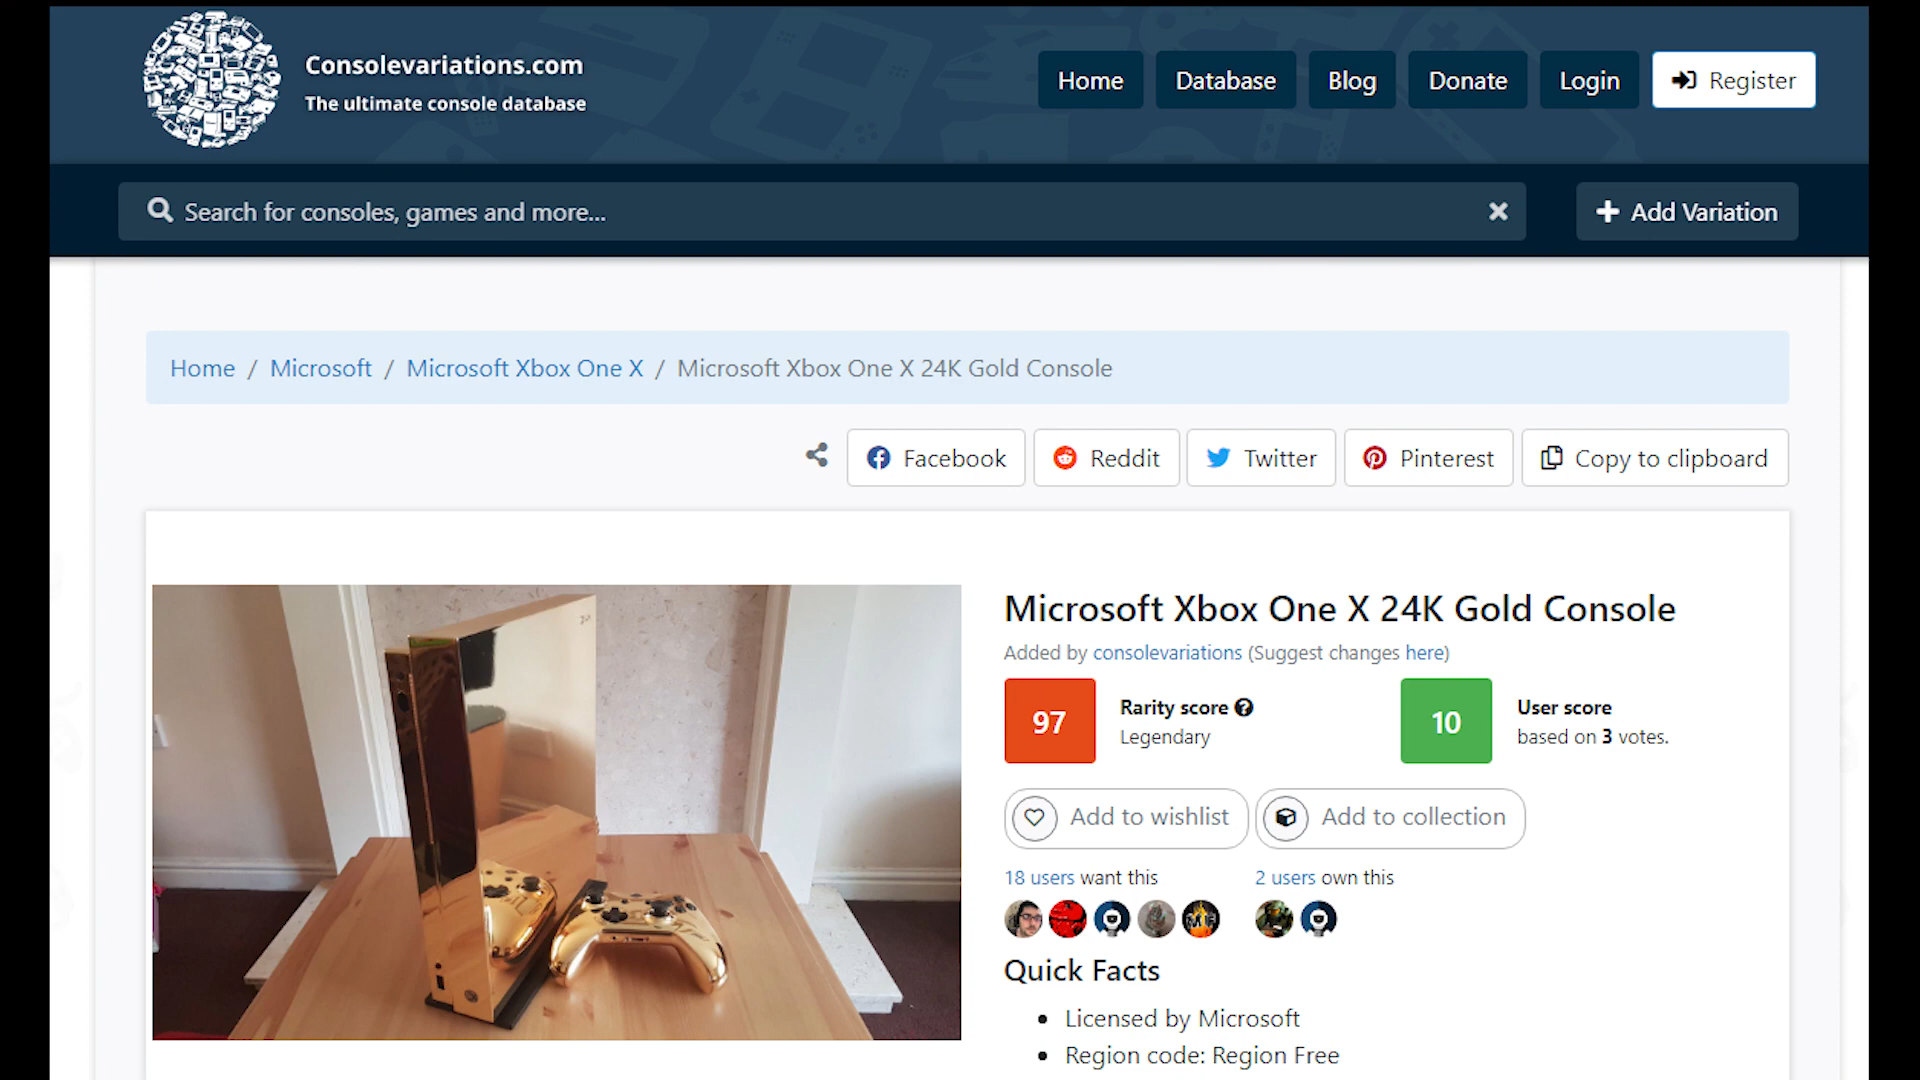 Consolevariations.com
The ultimate console database
Home
Database
Blog
Donate
Login
Register
Search for consoles, games and more...
Add Variation
Home / Microsoft / Microsoft Xbox One X / Microsoft Xbox One X 24K Gold Console
Facebook
Reddit
Twitter
Pinterest
Copy to clipboard
Microsoft Xbox One X 24K Gold Console
Added by consolevariations (Suggest changes here)
97
Rarity score
Legendary
10
User score
based on 3 votes.
Add to wishlist
Add to collection
18 users want this
2 users own this
Quick Facts
Licensed by Microsoft
Region code: Region Free